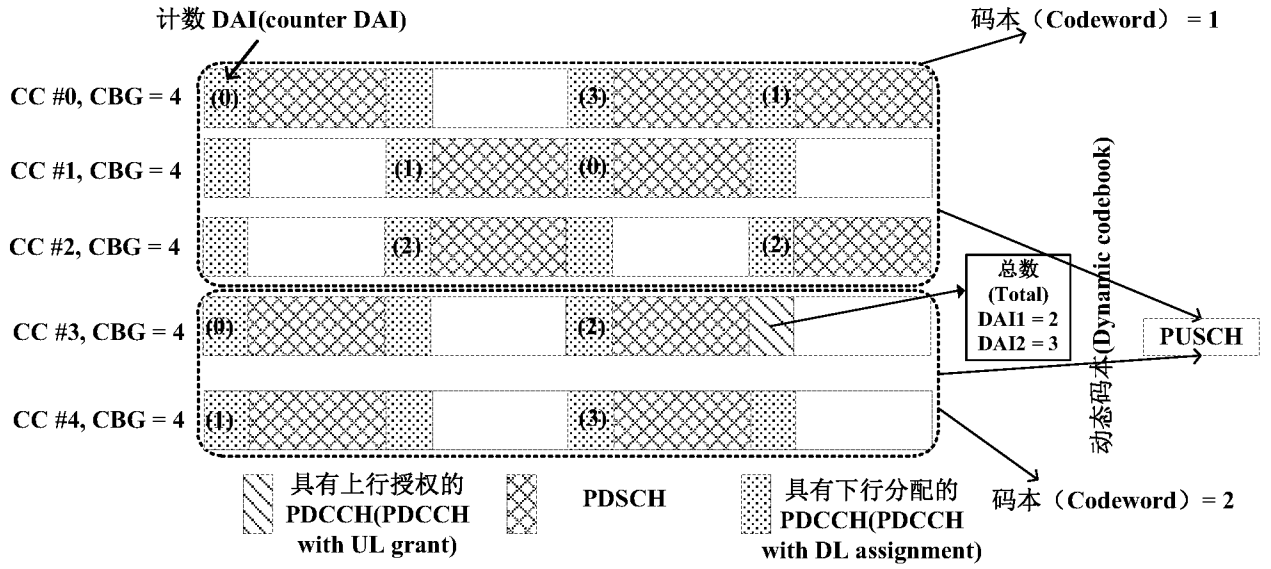 计数 DAI(counter DAI)
码本（Codeword） = 1
CC #0, CBG = 4
(0)
(3)
(1)
CC #1, CBG = 4
(1)
(0)
CC #2, CBG = 4
(2)
(2)
总数
(Total)
DAI1 = 2
DAI2 = 3
动态码本(Dynamic codebook)
PUSCH
CC #3, CBG = 4
(0)
(2)
CC #4, CBG = 4
(1)
(3)
码本（Codeword）= 2
具有上行授权的
PDCCH(PDCCH
with UL grant)
PDSCH
具有下行分配的
PDCCH(PDCCH
with DL assignment)